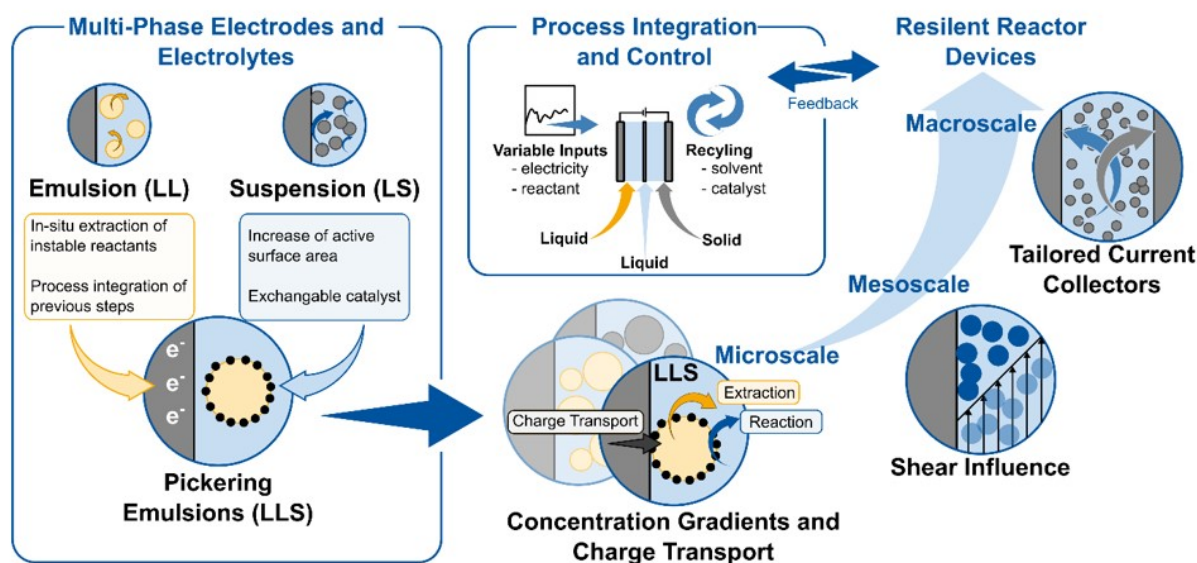 Multi-Phase Electrodes and
Electrolytes
Emulsion (LL)
Suspension (LS)
In-situ extraction of
instable reactants
Process integration of
previous steps
Increase of active
surface area
Exchangable catalyst
e-
e-
e-
Pickering
Emulsions (LLS)
Process Integration
and Control
Variable Inputs
- electricity
- reactant
Recyling
- solvent
- catalyst
Liquid
Liquid
Solid
Feedback
Resilent Reactor
Devices
Macroscale
Tailored Current
Collectors
Mesoscale
Shear Influence
Microscale
LLS
Extraction
Charge Transport
Reaction
Concentration Gradients and
Charge Transport